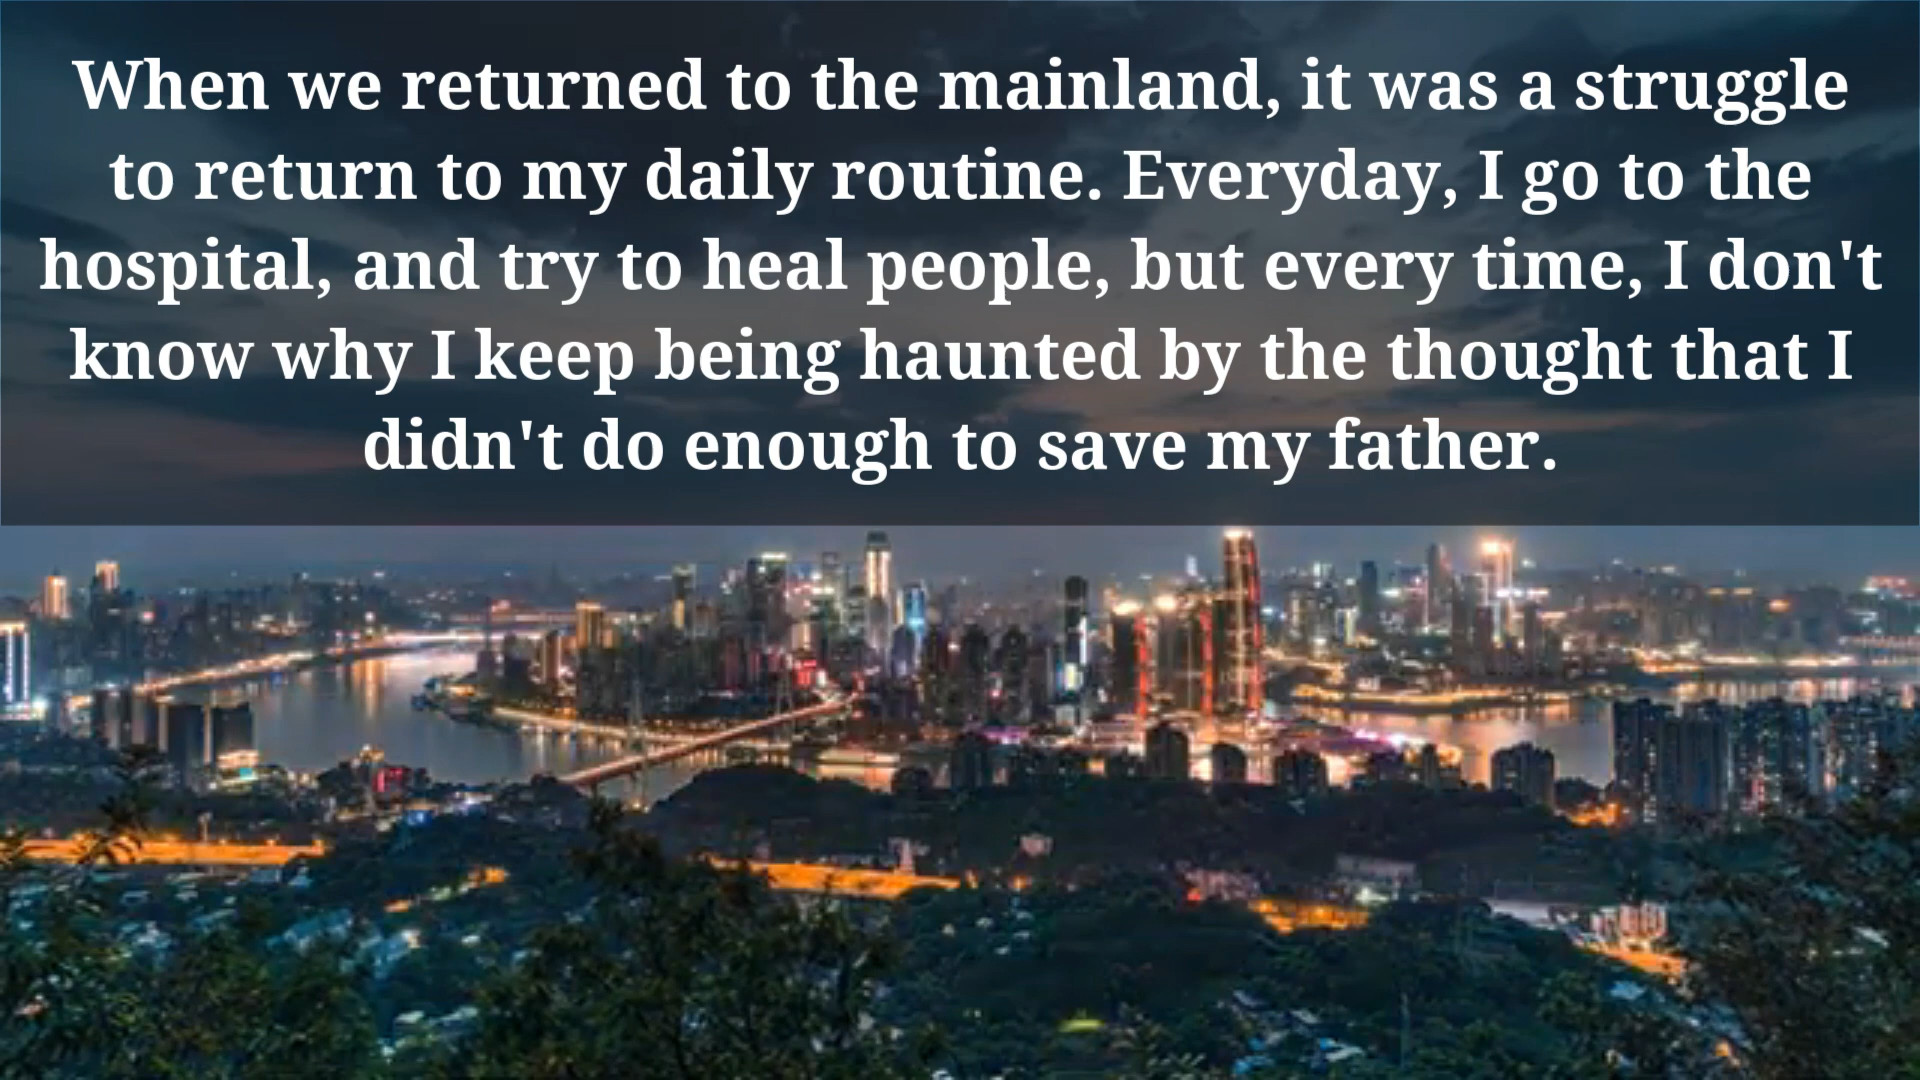 When we returned to the mainland, it was a struggle
to return to my daily routine. Everyday, I go to the
hospital, and try to heal people, but every time, I don't
know why I keep being haunted by the thought that I
didn't do enough to save my father.